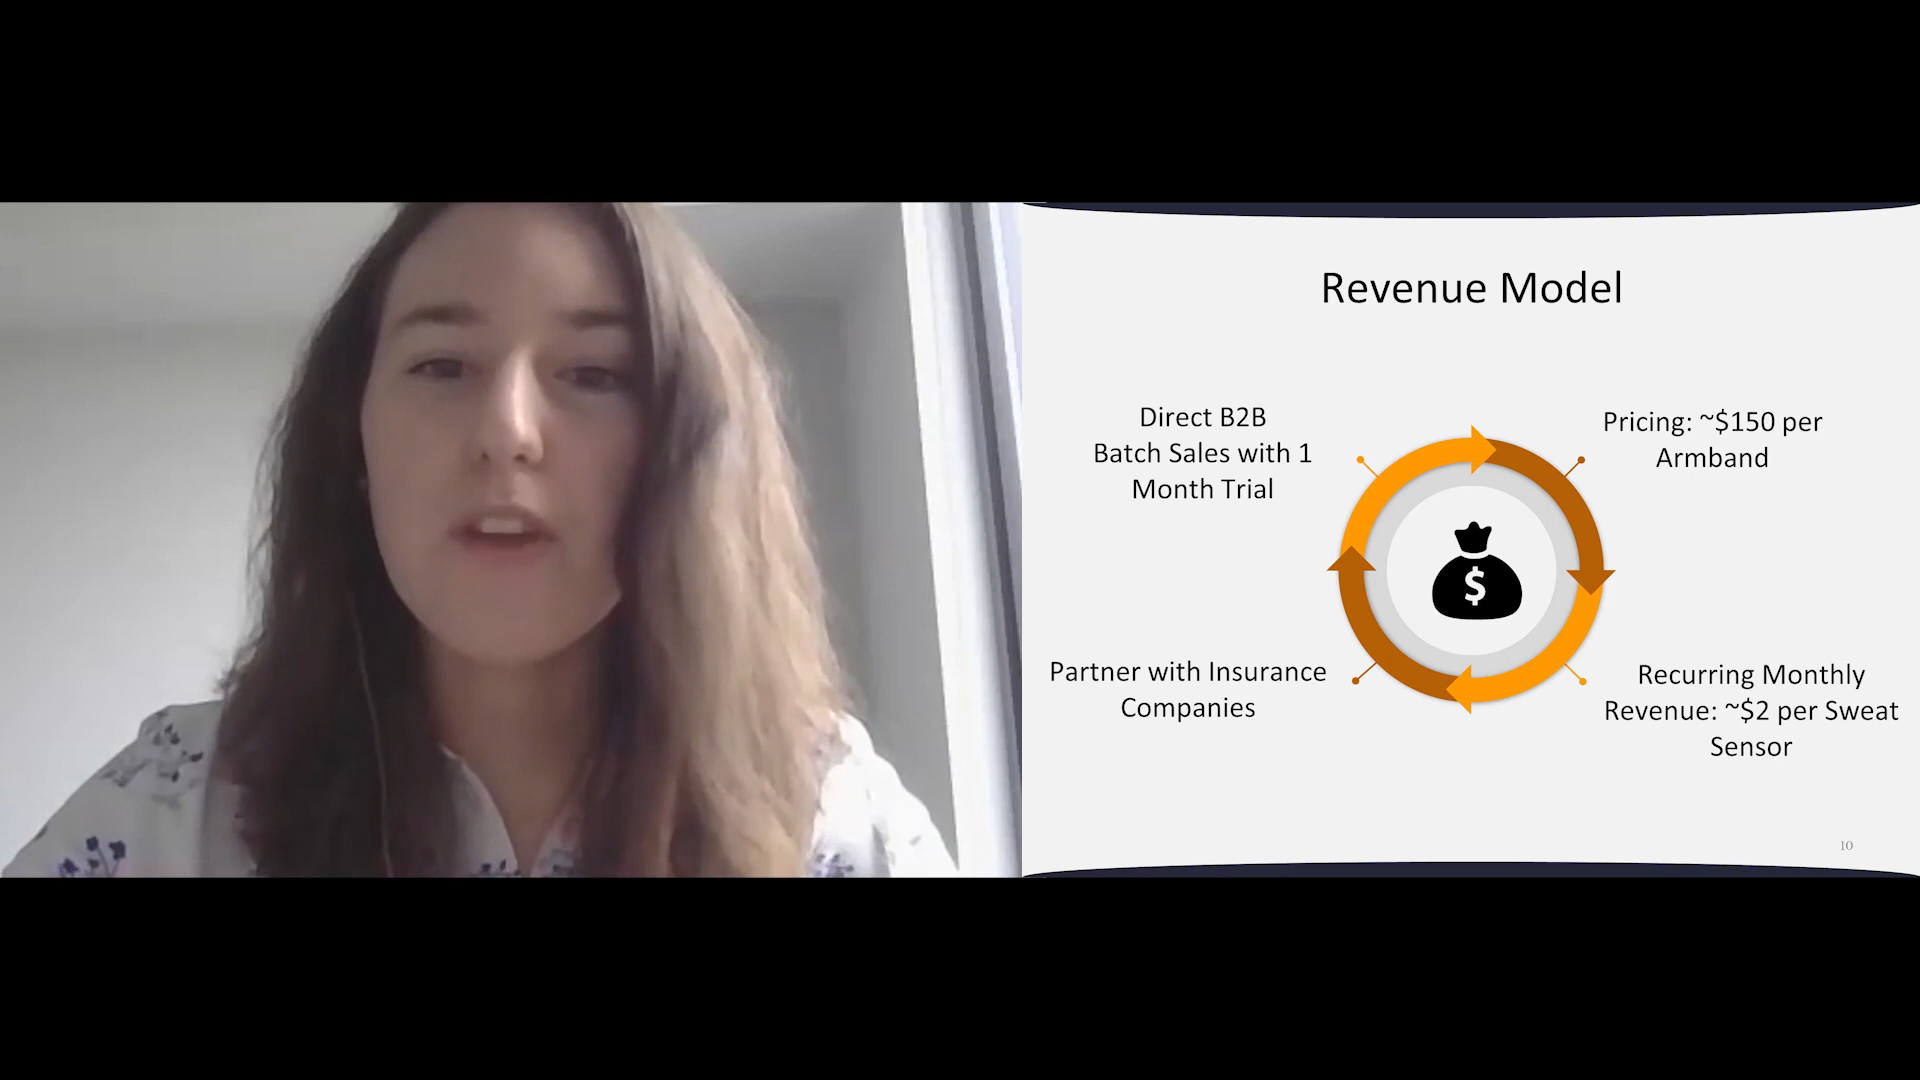 Revenue Model
Direct B2B
Batch Sales with 1
Month Trial
Pricing: ~$150 per
Armband
$
Partner with Insurance
Companies
Recurring Monthly
Revenue: ~$2 per Sweat
Sensor
10